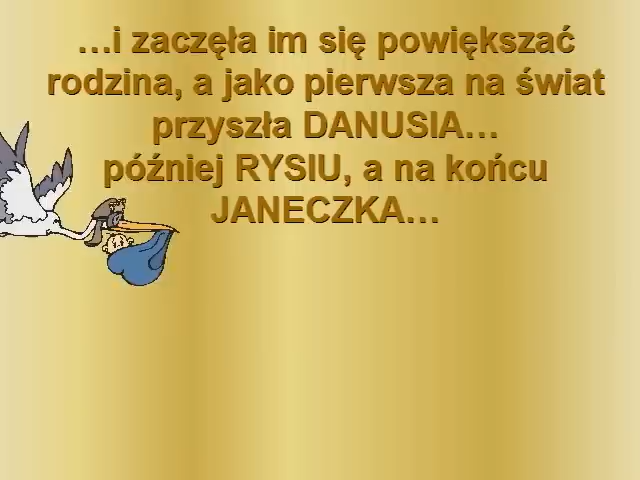 …i zaczęła im się powiększać
rodzina, a jako pierwsza na świat
przyszła DANUSIA…
później RYSIU, a na końcu
JANECZKA…